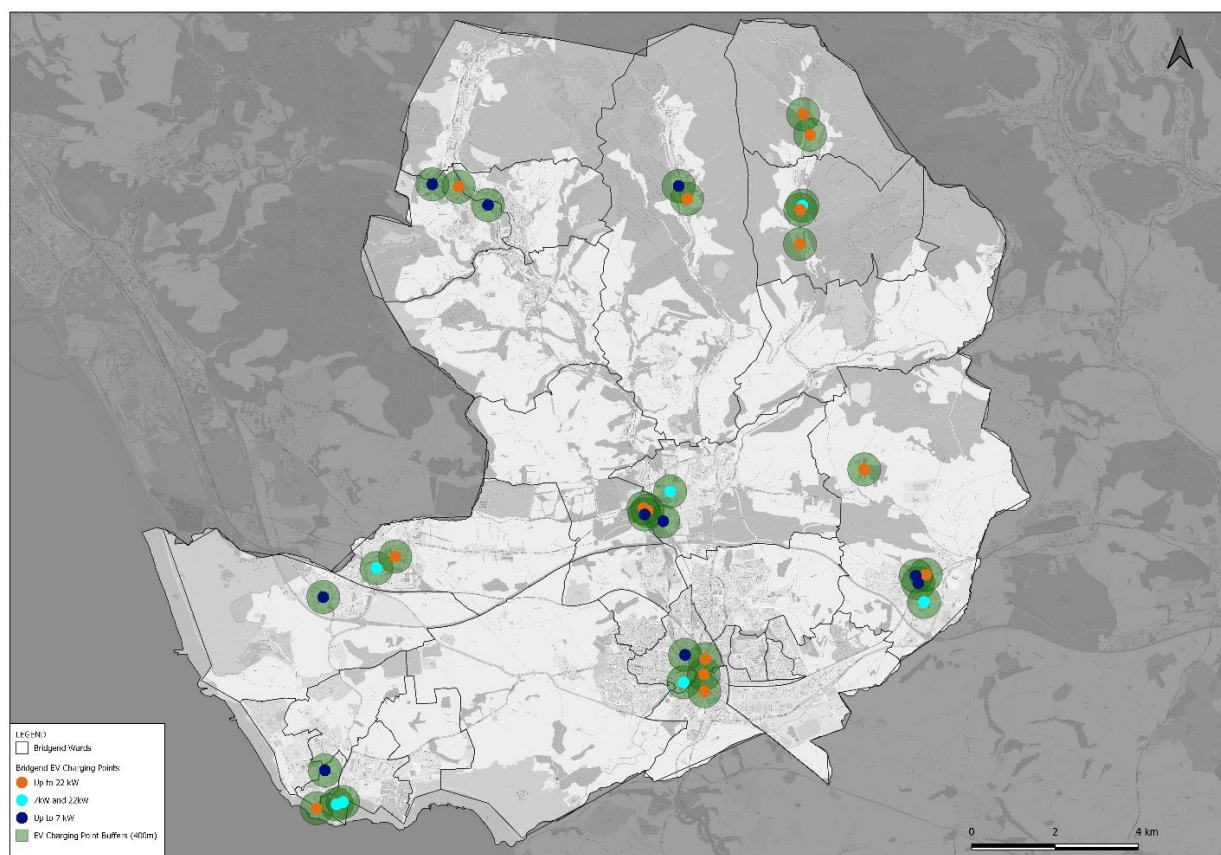 LEGEND
Bridgend Wards
Bridgend EV Charging Points
Up to 22 kW
7kW and 22kW
Up to 7 kW
EV Charging Point Buffers (400m)
0 2 4 km